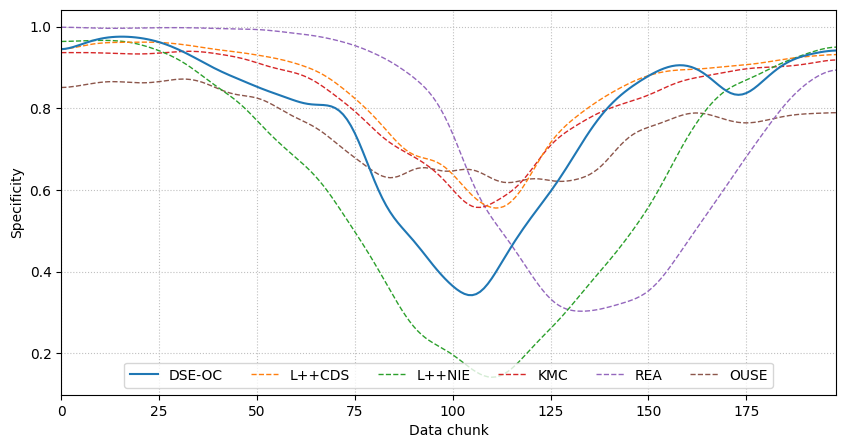 1.0
0.8
0.6
0.4
0.2
Specificity
DSE-OC L++CDS L++NIE KMC REA OUSE
0 25 50 75 100 125 150 175
Data chunk